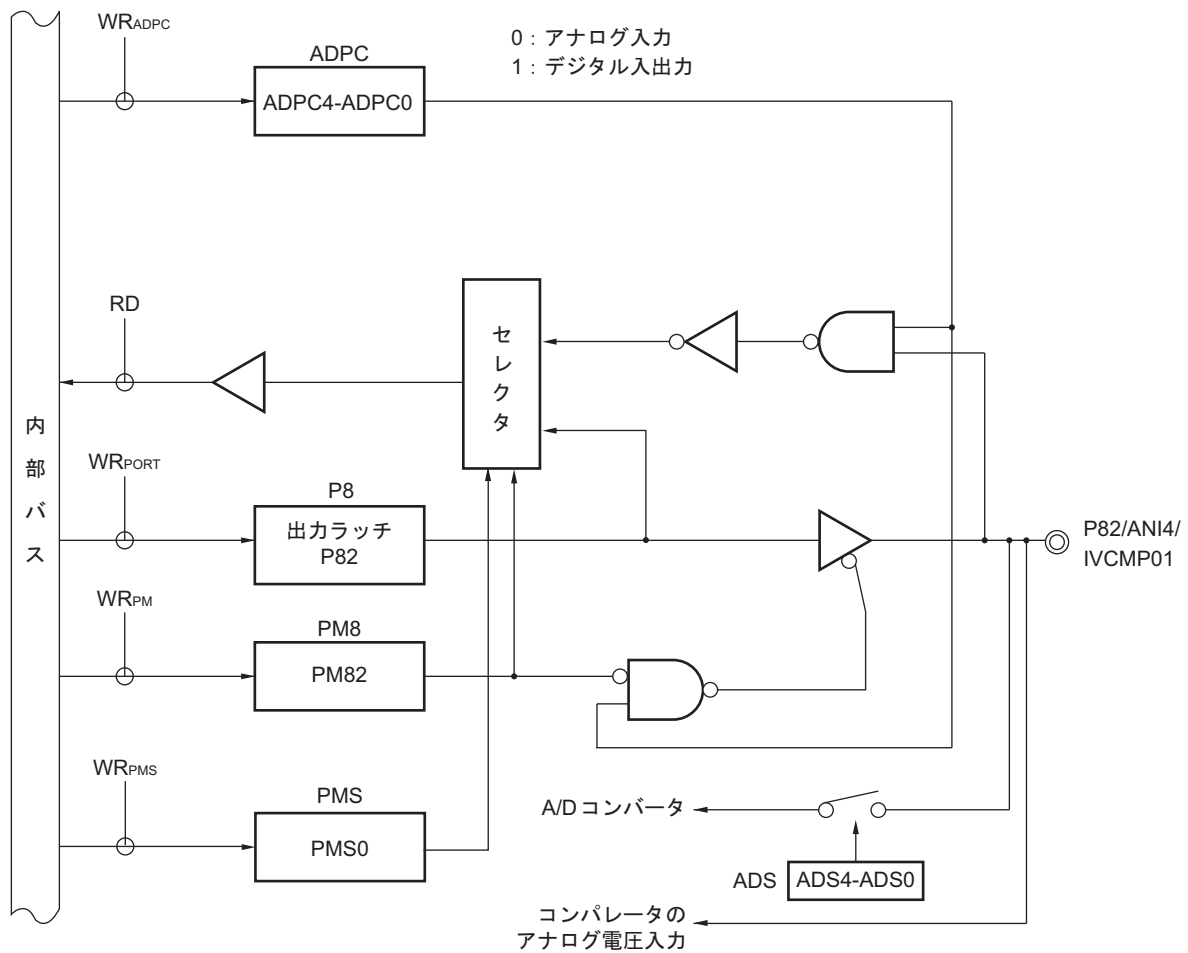 WRADPC
ADPC
ADPC4-ADPC0
0：アナログ入力
1：デジタル入出力
RD
セレクタ
内部バス
WRPORT
P8
出力ラッチ
P82
P82/ANI4/
IVCMP01
WRPM
PM8
PM82
WRPMS
PMS
PMS0
A/Dコンバータ
ADS
ADS4-ADS0
コンパレータの
アナログ電圧入力